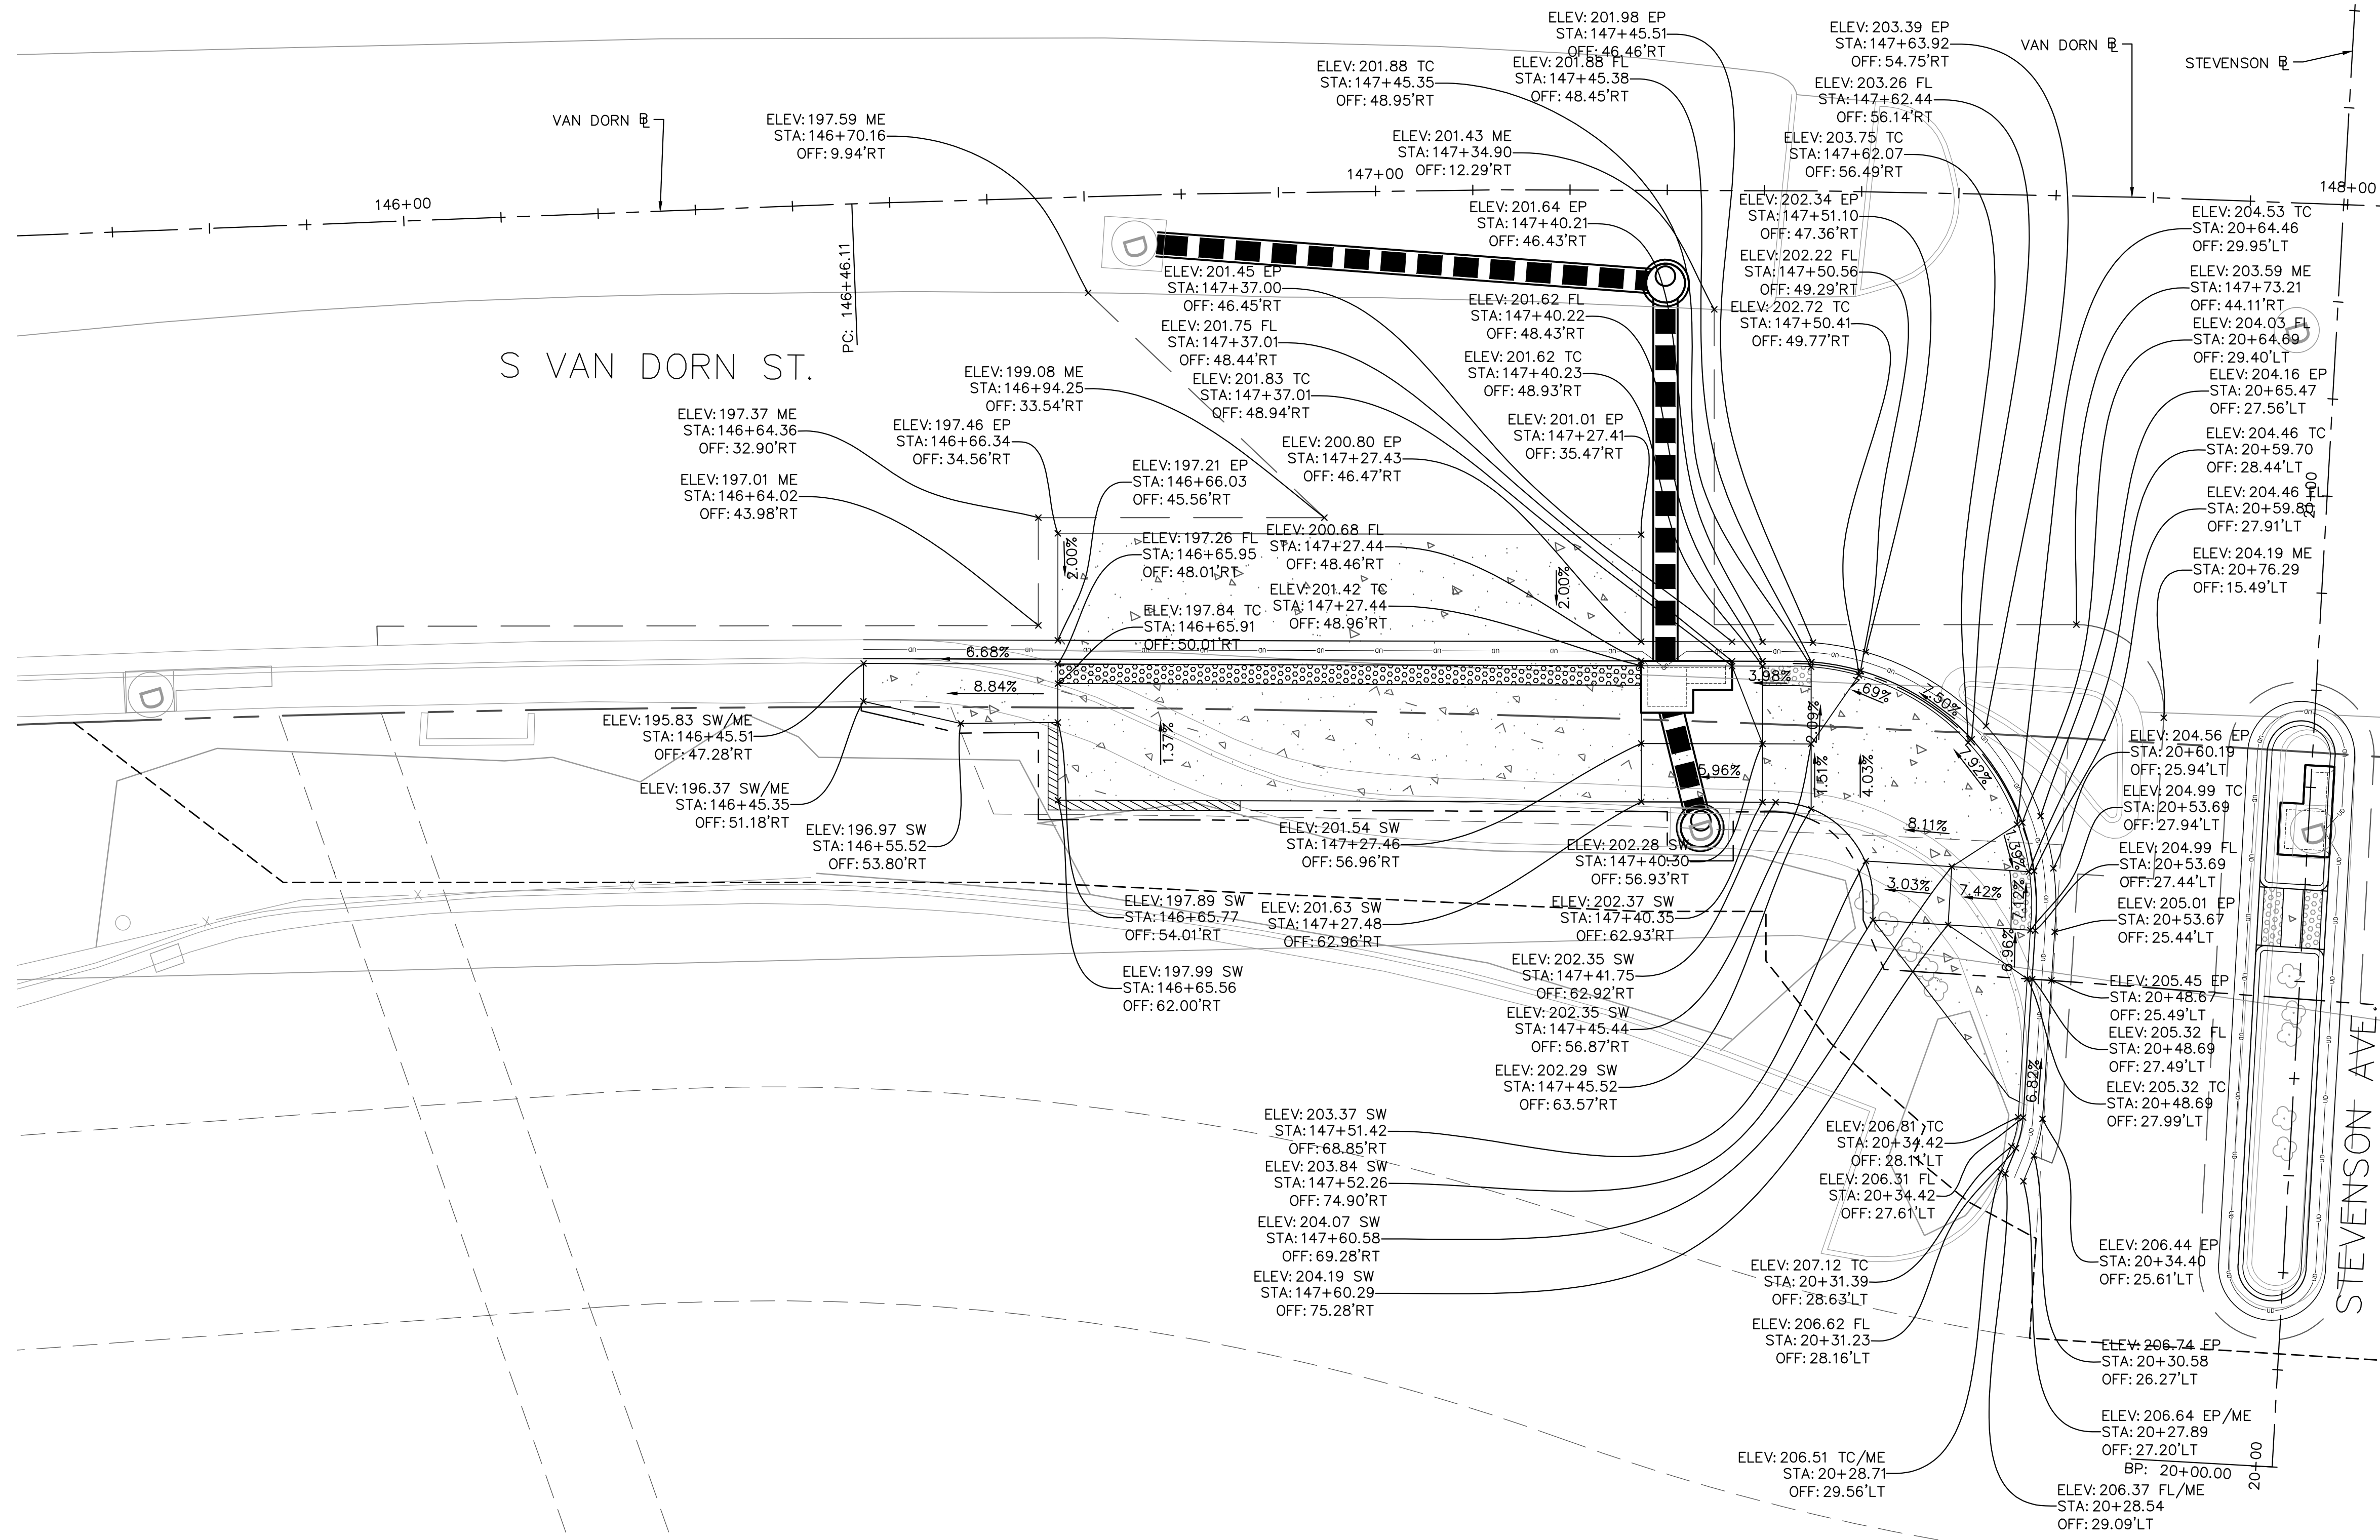 ELEV: 201.98 EP
STA: 147+45.51
OFF: 46.46'RT
ELEV: 203.39 EP
STA: 147+63.92
OFF: 54.75'RT
VAN DORN ℄
STEVENSON ℄
ELEV: 201.88 TC
STA: 147+45.35
OFF: 48.95'RT
ELEV: 201.88 FL
STA: 147+45.38
OFF: 48.45'RT
ELEV: 203.26 FL
STA: 147+62.44
OFF: 56.14'RT
VAN DORN ℄
ELEV: 197.59 ME
STA: 146+70.16
OFF: 9.94'RT
ELEV: 201.43 ME
STA: 147+34.90
OFF: 12.29'RT
ELEV: 203.75 TC
STA: 147+62.07
OFF: 56.49'RT
146+00
147+00
148+00
PC: 146+46.11
ELEV: 201.64 EP
STA: 147+40.21
OFF: 46.43'RT
ELEV: 202.34 EP
STA: 147+51.10
OFF: 47.36'RT
ELEV: 204.53 TC
STA: 20+64.46
OFF: 29.95'LT
D
ELEV: 201.45 EP
STA: 147+37.00
OFF: 46.45'RT
ELEV: 202.22 FL
STA: 147+50.56
OFF: 49.29'RT
ELEV: 203.59 ME
STA: 147+73.21
OFF: 44.11'RT
D
ELEV: 201.62 FL
STA: 147+40.22
OFF: 48.43'RT
ELEV: 202.72 TC
STA: 147+50.41
OFF: 49.77'RT
ELEV: 204.03 FL
STA: 20+64.69
OFF: 29.40'LT
S VAN DORN ST.
ELEV: 201.75 FL
STA: 147+37.01
OFF: 48.44'RT
ELEV: 201.62 TC
STA: 147+40.23
OFF: 48.93'RT
ELEV: 204.16 EP
STA: 20+65.47
OFF: 27.56'LT
ELEV: 199.08 ME
STA: 146+94.25
OFF: 33.54'RT
ELEV: 201.83 TC
STA: 147+37.01
OFF: 48.94'RT
ELEV: 197.37 ME
STA: 146+64.36
OFF: 32.90'RT
ELEV: 197.46 EP
STA: 146+66.34
OFF: 34.56'RT
ELEV: 200.80 EP
STA: 147+27.43
OFF: 46.47'RT
ELEV: 201.01 EP
STA: 147+27.41
OFF: 35.47'RT
ELEV: 204.46 TC
STA: 20+59.70
OFF: 28.44'LT
ELEV: 197.01 ME
STA: 146+64.02
OFF: 43.98'RT
ELEV: 197.21 EP
STA: 146+66.03
OFF: 45.56'RT
ELEV: 204.46 FL
STA: 20+59.80
OFF: 27.91'LT
ELEV: 197.26 FL
STA: 146+65.95
OFF: 48.01'RT
ELEV: 200.68 FL
STA: 147+27.44
OFF: 48.46'RT
2.00%
2.00%
ELEV: 204.19 ME
STA: 20+76.29
OFF: 15.49'LT
ELEV: 197.84 TC
STA: 146+65.91
OFF: 50.01'RT
ELEV: 201.42 TC
STA: 147+27.44
OFF: 48.96'RT
6.68%
8.84%
D
3.98%
.69%
7.50%
2.09%
ELEV: 195.83 SW/ME
STA: 146+45.51
OFF: 47.28'RT
1.37%
5.96%
1.51%
4.03%
1.92%
ELEV: 204.56 EP
STA: 20+60.19
OFF: 25.94'LT
ELEV: 196.37 SW/ME
STA: 146+45.35
OFF: 51.18'RT
ELEV: 204.99 TC
STA: 20+53.69
OFF: 27.94'LT
D
D
ELEV: 196.97 SW
STA: 146+55.52
OFF: 53.80'RT
ELEV: 201.54 SW
STA: 147+27.46
OFF: 56.96'RT
ELEV: 202.28 SW
STA: 147+40.30
OFF: 56.93'RT
8.11%
1.39%
ELEV: 204.99 FL
STA: 20+53.69
OFF: 27.44'LT
3.03%
7.42%
7.12%
ELEV: 197.89 SW
STA: 146+65.77
OFF: 54.01'RT
ELEV: 201.63 SW
STA: 147+27.48
OFF: 62.96'RT
ELEV: 202.37 SW
STA: 147+40.35
OFF: 62.93'RT
ELEV: 205.01 EP
STA: 20+53.67
OFF: 25.44'LT
6.96%
ELEV: 197.99 SW
STA: 146+65.56
OFF: 62.00'RT
ELEV: 202.35 SW
STA: 147+41.75
OFF: 62.92'RT
ELEV: 205.45 EP
STA: 20+48.67
OFF: 25.49'LT
ELEV: 202.35 SW
STA: 147+45.44
OFF: 56.87'RT
ELEV: 205.32 FL
STA: 20+48.69
OFF: 27.49'LT
ELEV: 202.29 SW
STA: 147+45.52
OFF: 63.57'RT
6.82%
ELEV: 205.32 TC
STA: 20+48.69
OFF: 27.99'LT
STEVENSON AVE.
ELEV: 203.37 SW
STA: 147+51.42
OFF: 68.85'RT
ELEV: 206.81 TC
STA: 20+34.42
OFF: 28.11'LT
ELEV: 203.84 SW
STA: 147+52.26
OFF: 74.90'RT
ELEV: 206.31 FL
STA: 20+34.42
OFF: 27.61'LT
ELEV: 204.07 SW
STA: 147+60.58
OFF: 69.28'RT
ELEV: 206.44 EP
STA: 20+34.40
OFF: 25.61'LT
ELEV: 204.19 SW
STA: 147+60.29
OFF: 75.28'RT
ELEV: 207.12 TC
STA: 20+31.39
OFF: 28.63'LT
ELEV: 206.62 FL
STA: 20+31.23
OFF: 28.16'LT
ELEV: 206.74 EP
STA: 20+30.58
OFF: 26.27'LT
ELEV: 206.64 EP/ME
STA: 20+27.89
OFF: 27.20'LT
ELEV: 206.51 TC/ME
STA: 20+28.71
OFF: 29.56'LT
BP: 20+00.00
20+00
ELEV: 206.37 FL/ME
STA: 20+28.54
OFF: 29.09'LT